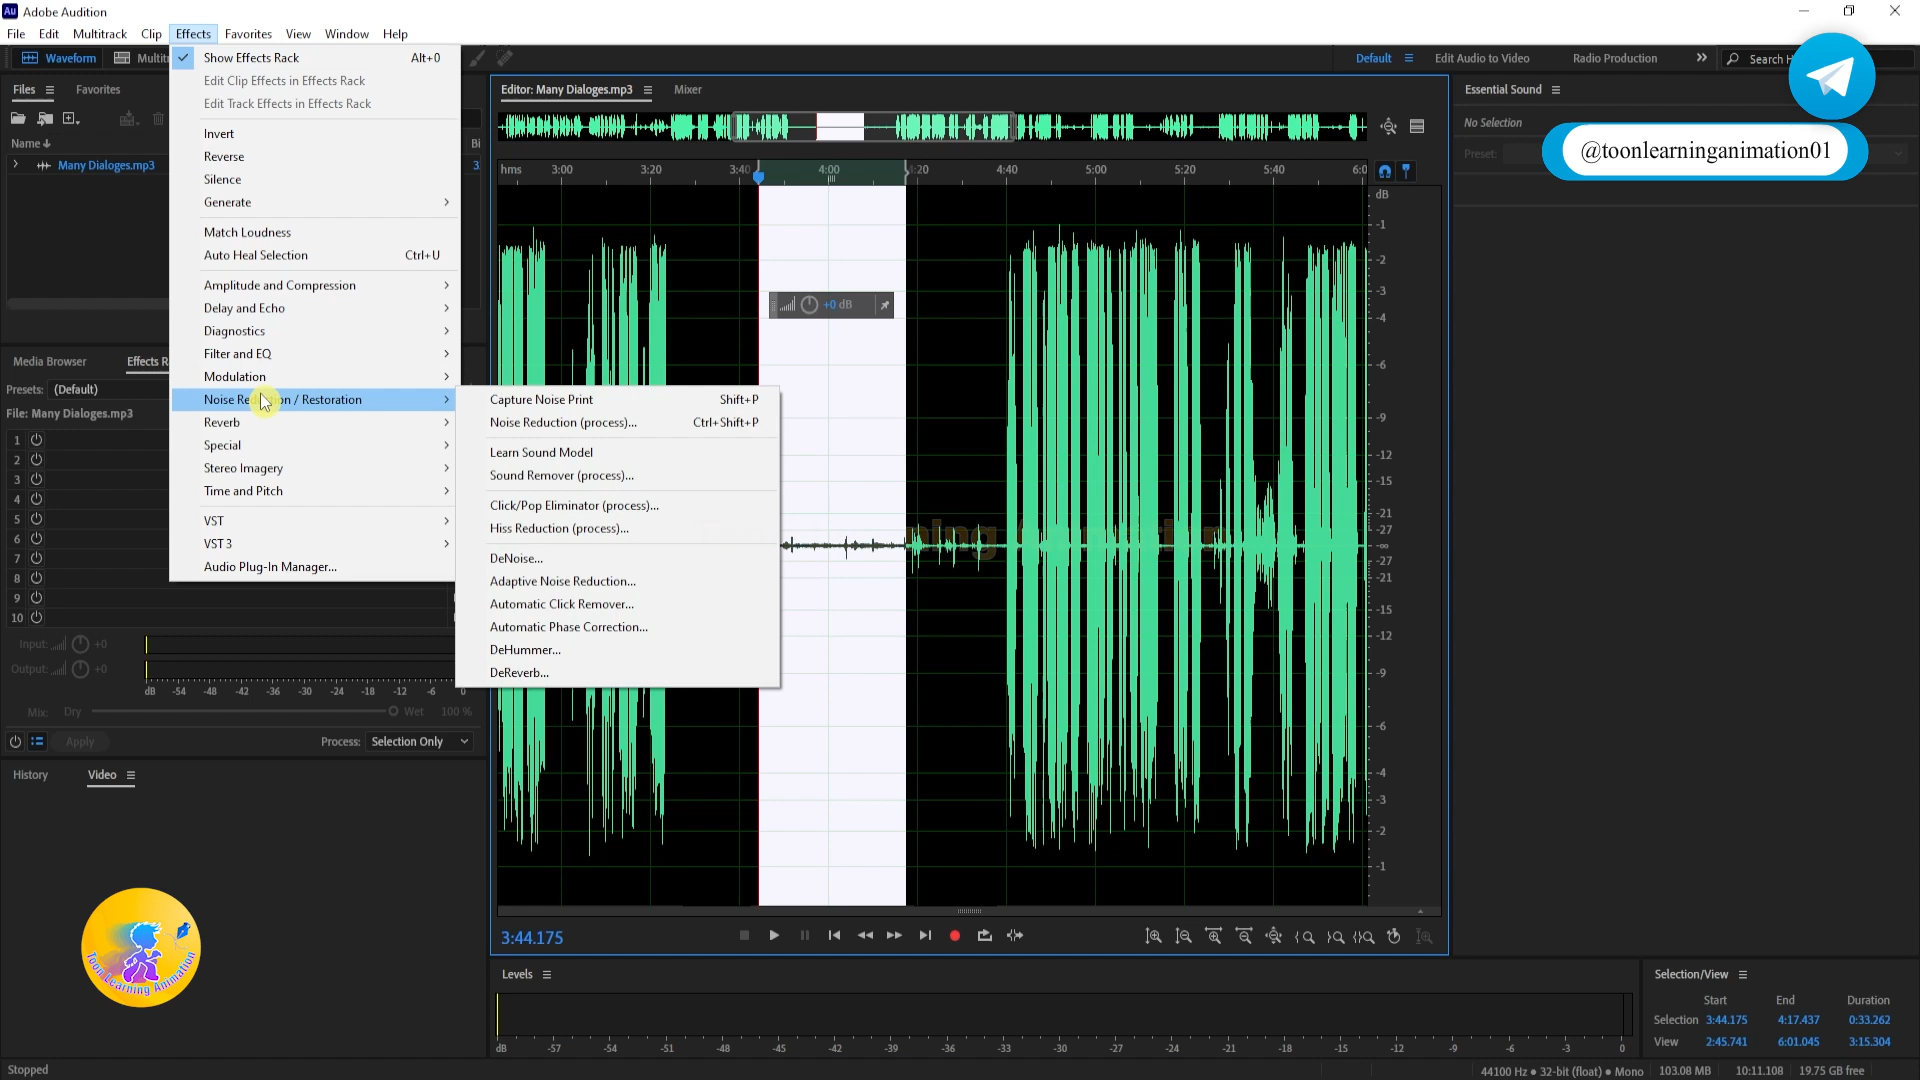 Au Adobe Audition
File Edit Multitrack Clip Effects Favorites View Window Help
Waveform Default Edit Audio to Video Radio Production
@toonlearninganimation01
Show Effects Rack Alt+0
Edit Clip Effects in Effects Rack
Edit Track Effects in Effects Rack
Invert
Reverse
Silence
Generate
Match Loudness
Auto Heal Selection Ctrl+U
Amplitude and Compression
Delay and Echo
Diagnostics
Filter and EQ
Modulation
Noise Reduction / Restoration
Reverb
Special
Stereo Imagery
Time and Pitch
VST
VST 3
Audio Plug-In Manager...
Capture Noise Print Shift+P
Noise Reduction (process)... Ctrl+Shift+P
Learn Sound Model
Sound Remover (process)...
Click/Pop Eliminator (process)...
Hiss Reduction (process)...
DeNoise...
Adaptive Noise Reduction...
Automatic Click Remover...
Automatic Phase Correction...
DeHummer...
DeReverb...
Files Favorites
Name
Many Dialoges.mp3
Media Browser
Presets: (Default)
File: Many Dialoges.mp3
1
2
3
4
5
6
7
8
9
10
Input: +0
Output: +0
dB -54 -48 -42 -36 -30 -24 -18 -12 -6 0
Mix: Dry Wet 100 %
Apply Process: Selection Only
History Video
Toon Learning Animation
Editor: Many Dialoges.mp3 Mixer
hms 3:00 3:20 3:40 4:00 4:20 4:40 5:00 5:20 5:40 6:0
+0 dB
dB
-1
-2
-3
-4
-6
-9
-12
-15
-21
-27
-∞
-27
-21
-15
-12
-9
-6
-4
-3
-2
-1
3:44.175
Levels
dB -57 -54 -51 -48 -45 -42 -39 -36 -33 -30 -27 -24 -21 -18 -15 -12 -9 -6 -3 0
Essential Sound
No Selection
Preset:
Selection/View
Start End Duration
Selection 3:44.175 4:17.437 0:33.262
View 2:45.741 6:01.045 3:15.304
Stopped
44100 Hz ● 32-bit (float) ● Mono 103.08 MB 10:11.108 19.75 GB free